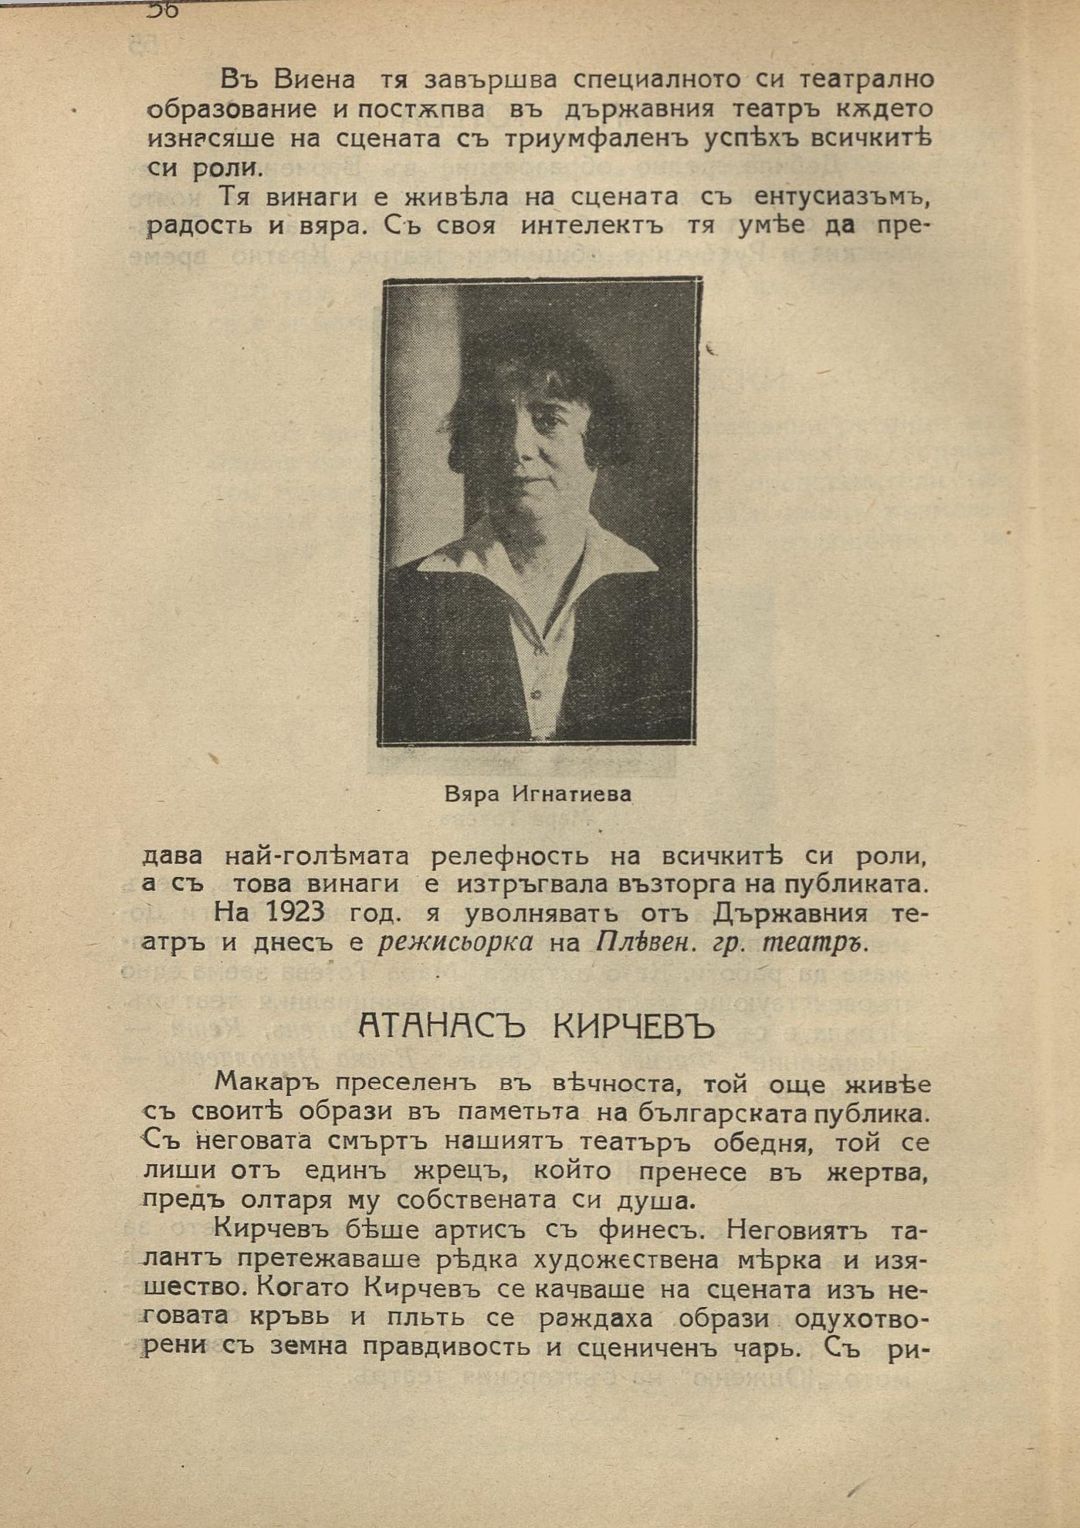 56
Въ Виена тя завършва специалното си театрално
образование и постѫпва въ държавния театръ кѫдето
изнасяше на сцената съ триумфаленъ успѣхъ всичкитѣ
си роли.
Тя винаги е живѣла на сцената съ ентусиазъмъ,
радость и вяра. Съ своя интелектъ тя умѣе да пре-
Вяра Игнатиева
дава най-голѣмата релефность на всичкитѣ си роли,
а съ това винаги е изтръгвала възторга на публиката.
На 1923 год. я уволнявать отъ Държавния те-
атръ и днесъ е режисьорка на Плѣвен. гр. театръ.
АТАНАСЪ КИРЧЕВЪ
Макаръ преселенъ въ вѣчноста, той още живѣе
съ своитѣ образи въ паметьта на българската публика.
Съ неговата смърть нашиятъ театъръ обедня, той се
лиши отъ единъ жрецъ, който пренесе въ жертва,
предъ олтаря му собствената си душа.
Кирчевъ бѣше артисъ съ финесъ. Неговиятъ та-
лантъ претежаваше рѣдка художествена мѣрка и изя-
шество. Когато Кирчевъ се качваше на сцената изъ не-
говата кръвь и пльть се раждаха образи одухотво-
рени съ земна правдивость и сцениченъ чарь. Съ ри-